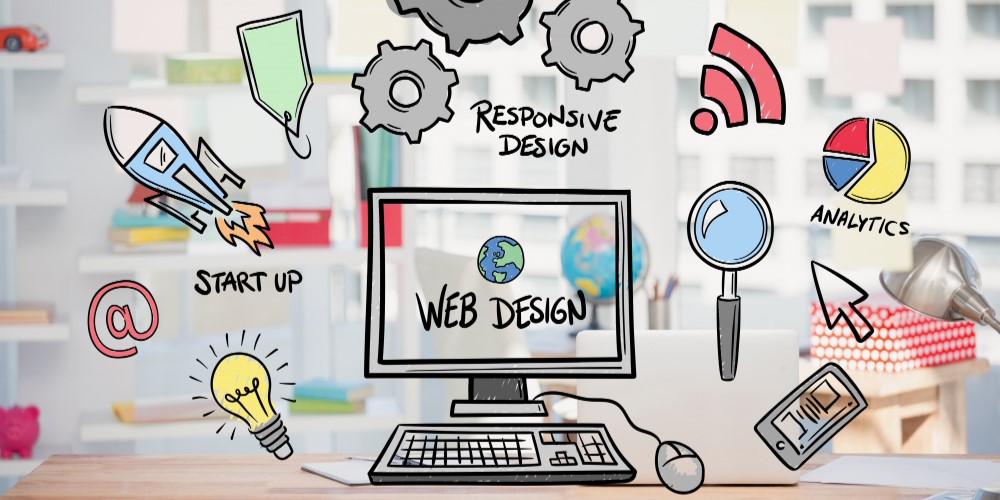 RESPONSIVE
DESIGN
ANALYTICS
START UP
@
WEB DESIGN